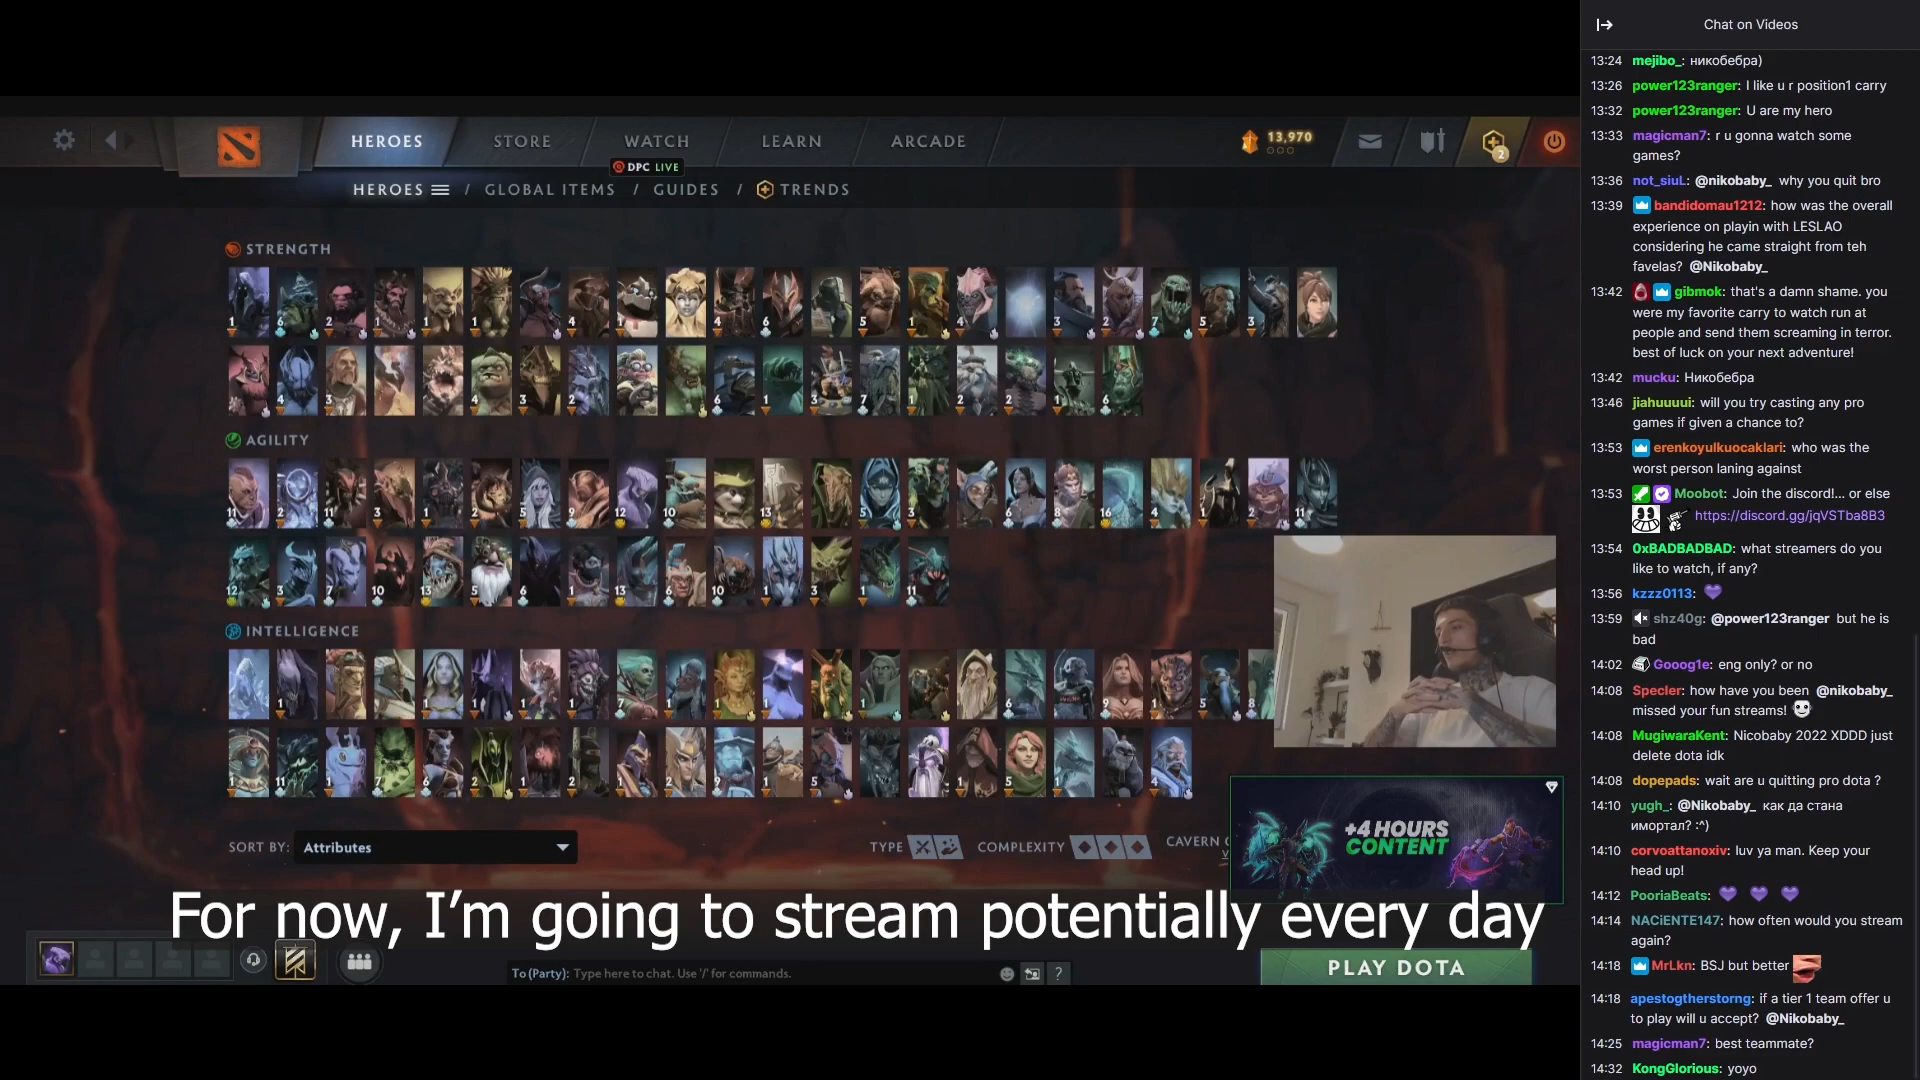 HEROES
STORE
WATCH
LEARN
ARCADE
13,970
DPC LIVE
2
HEROES / GLOBAL ITEMS / GUIDES / TRENDS
STRENGTH
AGILITY
INTELLIGENCE
SORT BY: Attributes
TYPE
COMPLEXITY
CAVERN
+4 HOURS
CONTENT
For now, I'm going to stream potentially every day
To (Party): Type here to chat. Use '/' for commands.
?
PLAY DOTA
Chat on Videos
13:24 mejibo_: никобебра)
13:26 power123ranger: I like u r position1 carry
13:32 power123ranger: U are my hero
13:33 magicman7: r u gonna watch some
games?
13:36 not_siuL: @nikobaby_ why you quit bro
13:39 bandidomau1212: how was the overall
experience on playin with LESLAO
considering he came straight from teh
favelas? @Nikobaby_
13:42 gibmok: that's a damn shame. you
were my favorite carry to watch run at
people and send them screaming in terror.
best of luck on your next adventure!
13:42 mucku: Никобебра
13:46 jiahuuuui: will you try casting any pro
games if given a chance to?
13:53 erenkoyulkuocaklari: who was the
worst person laning against
13:53 Moobot: Join the discord!... or else
https://discord.gg/jqVSTba8B3
13:54 0xBADBADBAD: what streamers do you
like to watch, if any?
13:56 kzzz0113:
13:59 shz40g: @power123ranger but he is
bad
14:02 Gooog1e: eng only? or no
14:08 Specler: how have you been @nikobaby_
missed your fun streams!
14:08 MugiwaraKent: Nicobaby 2022 XDDD just
delete dota idk
14:08 dopepads: wait are u quitting pro dota ?
14:10 yugh_: @Nikobaby_ как да стана
имортал? :^)
14:10 corvoattanoxiv: luv ya man. Keep your
head up!
14:12 PooriaBeats:
14:14 NACiENTE147: how often would you stream
again?
14:18 MrLkn: BSJ but better
14:18 apestogtherstorng: if a tier 1 team offer u
to play will u accept? @Nikobaby_
14:25 magicman7: best teammate?
14:32 KongGlorious: yoyo